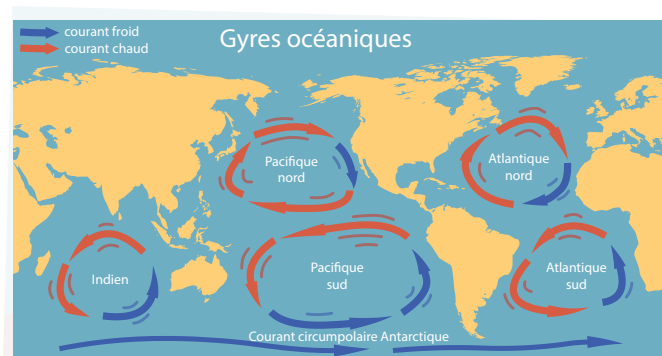 Gyres océaniques
courant froid
courant chaud
Pacifique
nord
Atlantique
nord
Indien
Pacifique
sud
Atlantique
sud
Courant circumpolaire Antarctique